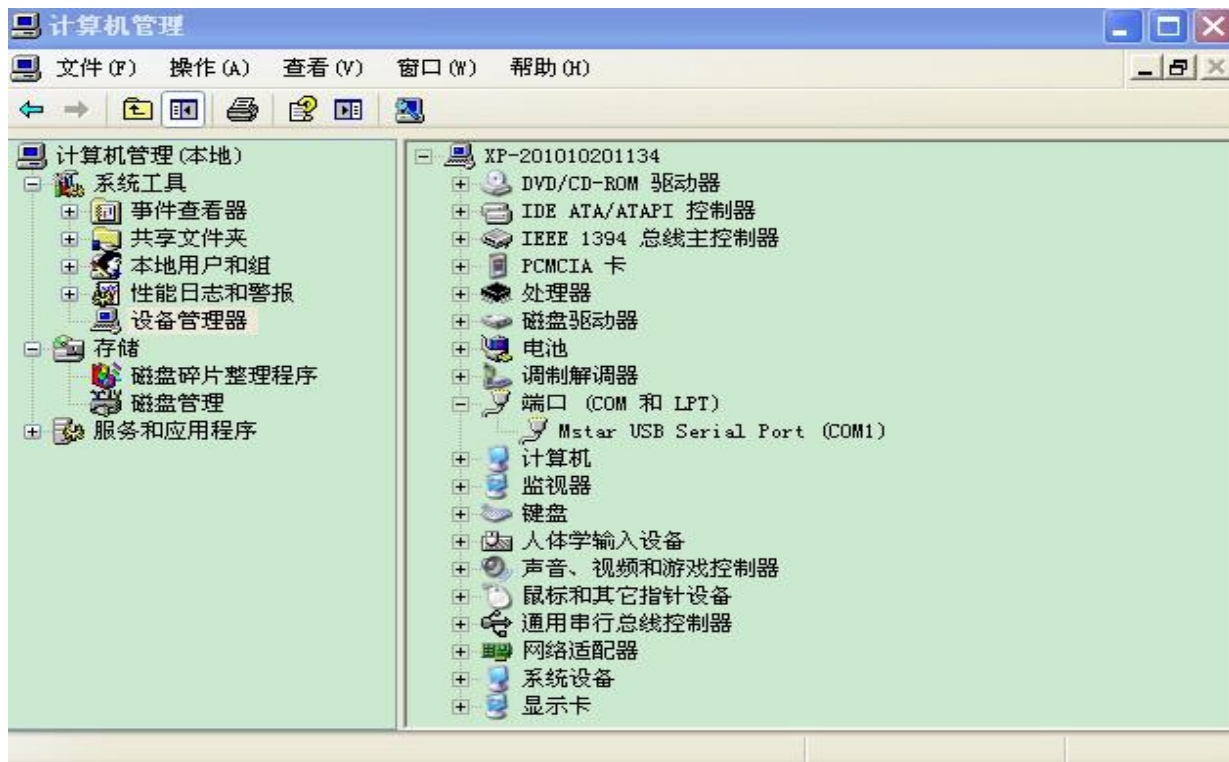 计算机管理
文件(F) 操作(A) 查看(V) 窗口(W) 帮助(H)
计算机管理(本地)
系统工具
事件查看器
共享文件夹
本地用户和组
性能日志和警报
设备管理器
存储
磁盘碎片整理程序
磁盘管理
服务和应用程序
XP-201010201134
DVD/CD-ROM 驱动器
IDE ATA/ATAPI 控制器
IEEE 1394 总线主控制器
PCMCIA 卡
处理器
磁盘驱动器
电池
调制解调器
端口 (COM 和 LPT)
Mstar USB Serial Port (COM1)
计算机
监视器
键盘
人体学输入设备
声音、视频和游戏控制器
鼠标和其它指针设备
通用串行总线控制器
网络适配器
系统设备
显示卡